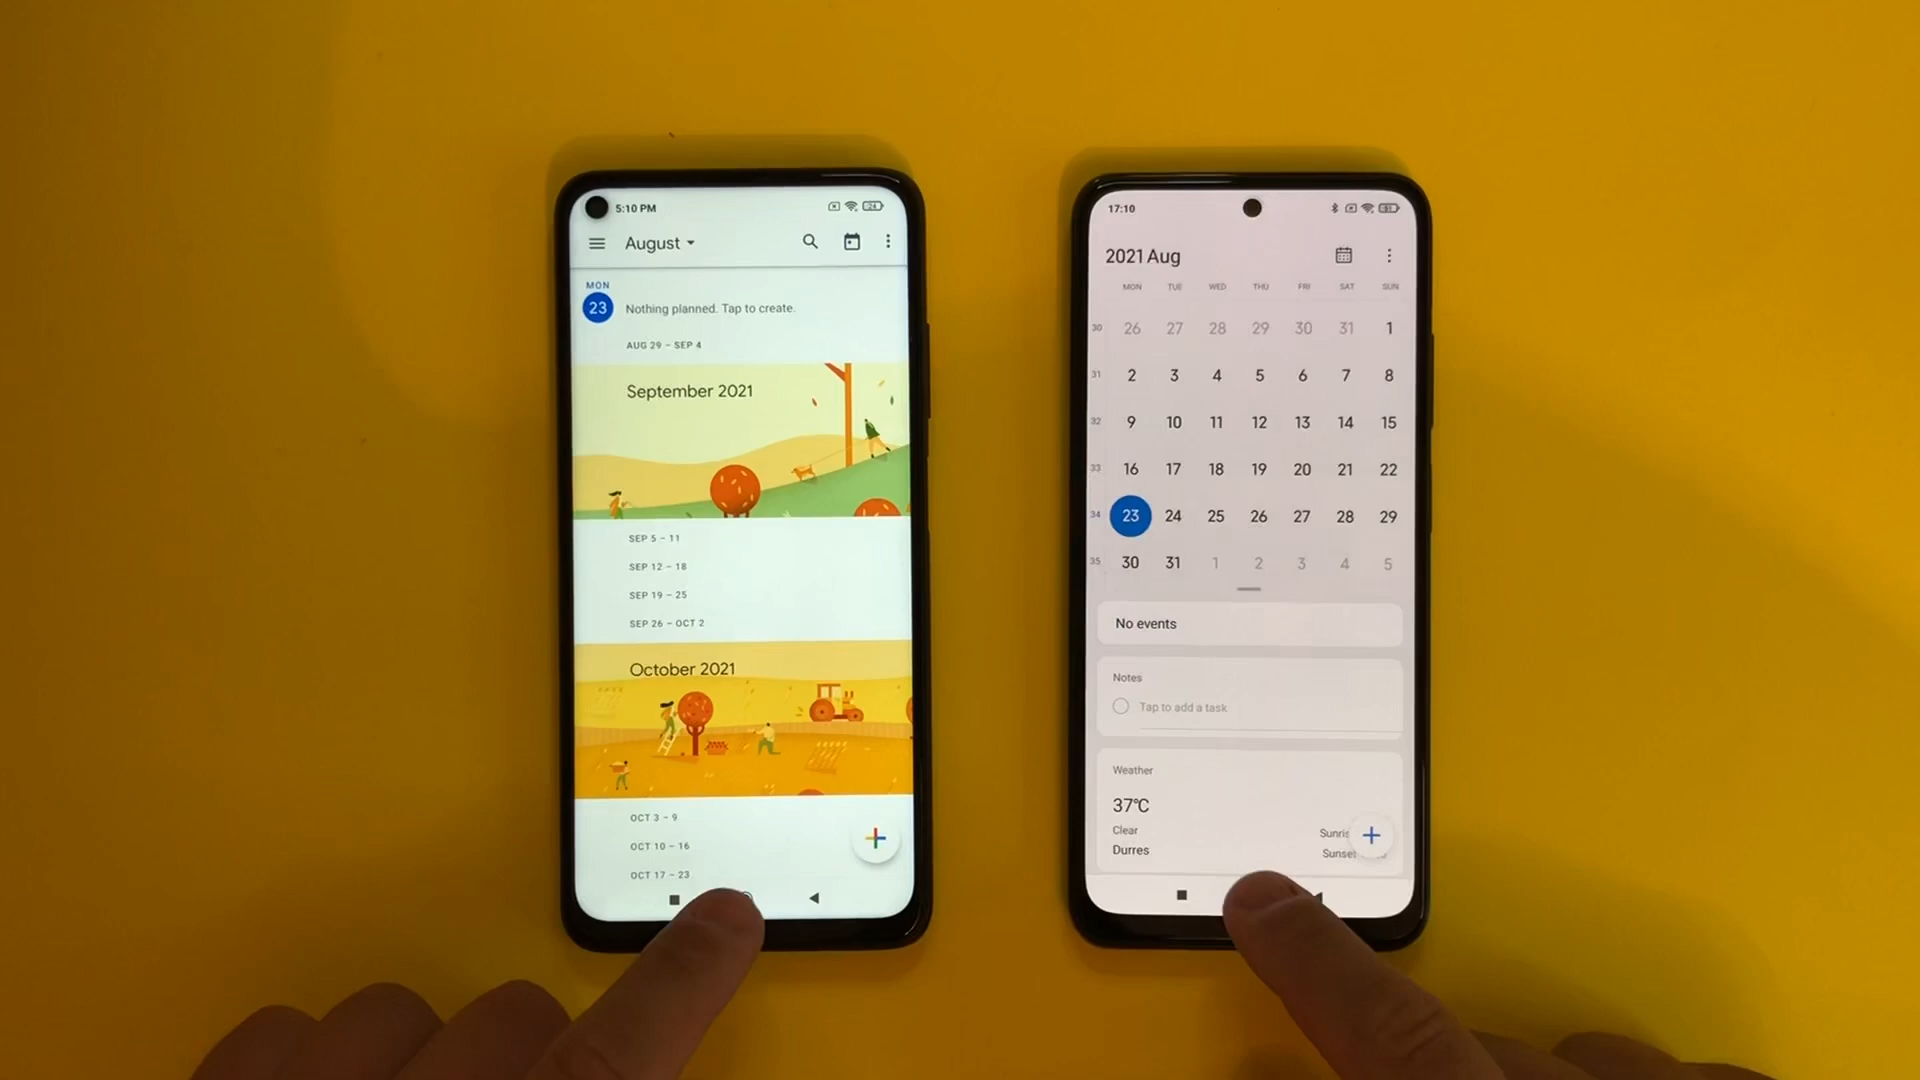 5:10 PM
24
August
MON
23
Nothing planned. Tap to create.
AUG 29 – SEP 4
September 2021
SEP 5 – 11
SEP 12 – 18
SEP 19 – 25
SEP 26 – OCT 2
October 2021
OCT 3 – 9
OCT 10 – 16
OCT 17 – 23
17:10
2021 Aug
MON TUE WED THU FRI SAT SUN
30 26 27 28 29 30 31 1
31 2 3 4 5 6 7 8
32 9 10 11 12 13 14 15
33 16 17 18 19 20 21 22
34 23 24 25 26 27 28 29
35 30 31 1 2 3 4 5
No events
Notes
Tap to add a task
Weather
37°C
Clear
Sunri
Durres
Sunset